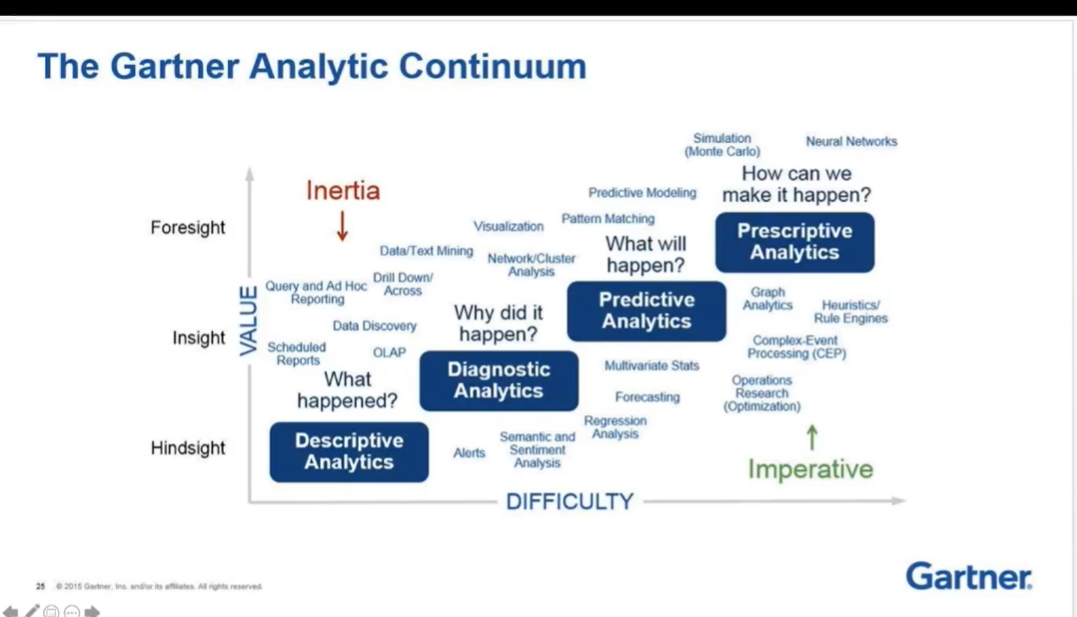 The Gartner Analytic Continuum
Simulation
(Monte Carlo)
Neural Networks
How can we
make it happen?
Inertia
Predictive Modeling
Foresight
Visualization
Pattern Matching
Prescriptive
Analytics
What will
happen?
Data/Text Mining
Network/Cluster
Analysis
Query and Ad Hoc
Reporting
Drill Down/
Across
Predictive
Analytics
Graph
Analytics
Heuristics/
Rule Engines
VALUE
Why did it
happen?
Data Discovery
Insight
Scheduled
Reports
OLAP
Complex-Event
Processing (CEP)
What
happened?
Diagnostic
Analytics
Multivariate Stats
Operations
Research
(Optimization)
Forecasting
Regression
Analysis
Hindsight
Descriptive
Analytics
Alerts
Semantic and
Sentiment
Analysis
Imperative
DIFFICULTY
25 © 2015 Gartner, Inc. and/or its affiliates. All rights reserved.
Gartner.